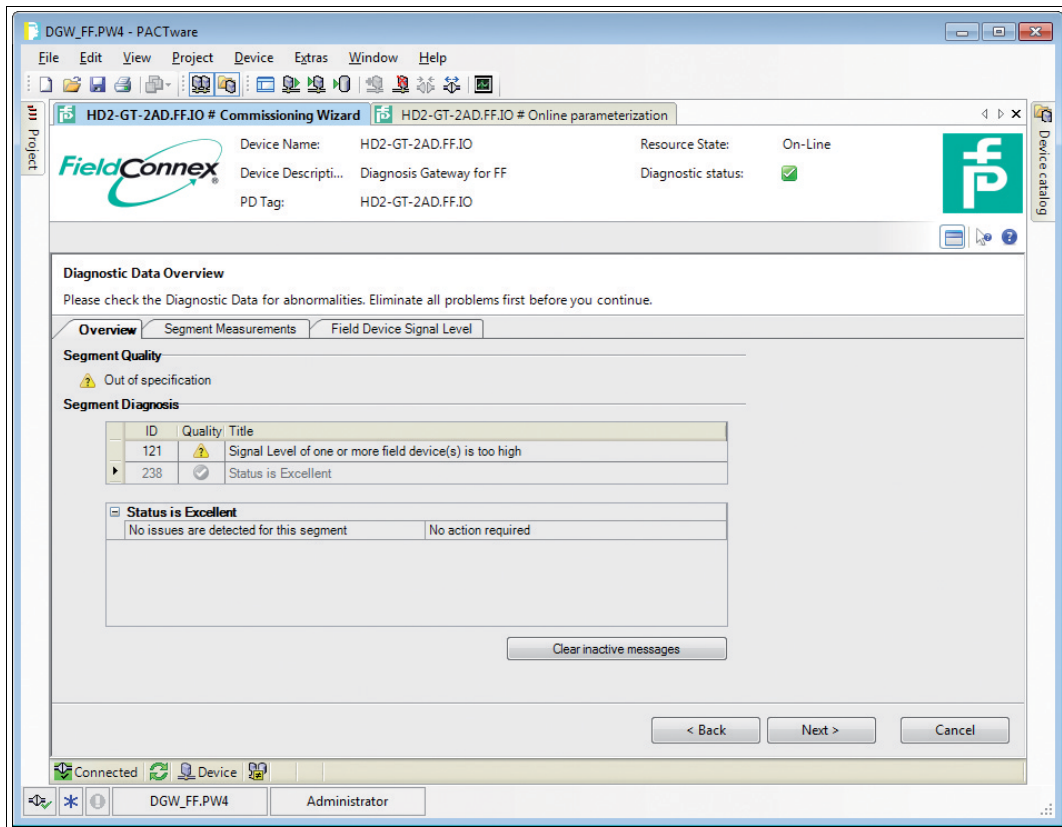 DGW_FF.PW4 - PACTware
File Edit View Project Device Extras Window Help
Project
HD2-GT-2AD.FF.IO # Commissioning Wizard HD2-GT-2AD.FF.IO # Online parameterization
Device catalog
FieldConnex®
Device Name: HD2-GT-2AD.FF.IO Resource State: On-Line
Device Descripti... Diagnosis Gateway for FF Diagnostic status:
PD Tag: HD2-GT-2AD.FF.IO
Diagnostic Data Overview
Please check the Diagnostic Data for abnormalities. Eliminate all problems first before you continue.
Overview Segment Measurements Field Device Signal Level
Segment Quality
Out of specification
Segment Diagnosis
ID Quality Title
121 Signal Level of one or more field device(s) is too high
238 Status is Excellent
Status is Excellent
No issues are detected for this segment No action required
Clear inactive messages
< Back Next > Cancel
Connected Device
DGW_FF.PW4 Administrator